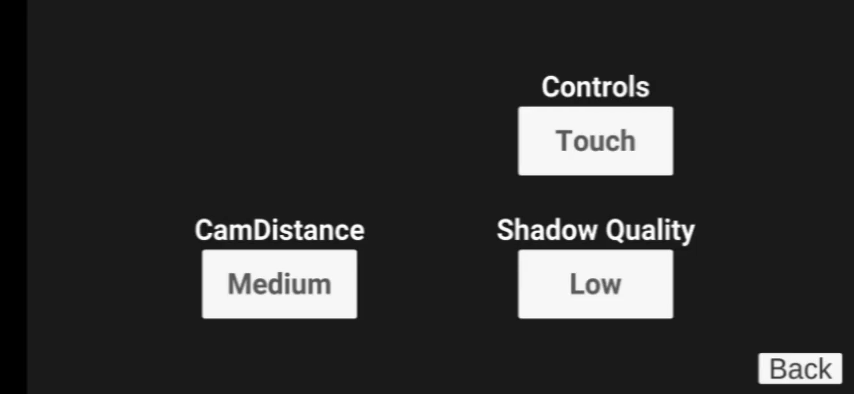 Controls
Touch
CamDistance
Medium
Shadow Quality
Low
Back